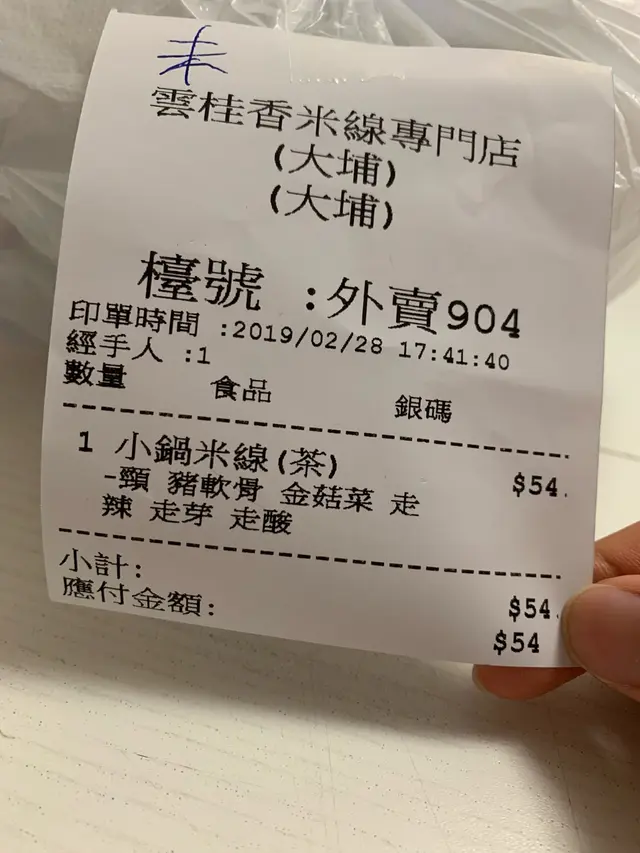 未
雲桂香米線專門店
(大埔)
(大埔)
檯號 :外賣904
印單時間 :2019/02/28 17:41:40
經手人 :1
數量 食品 銀碼
1 小鍋米線(茶) $54.
-頸 豬軟骨 金菇菜 走
辣 走芽 走酸
小計: $54.
應付金額: $54